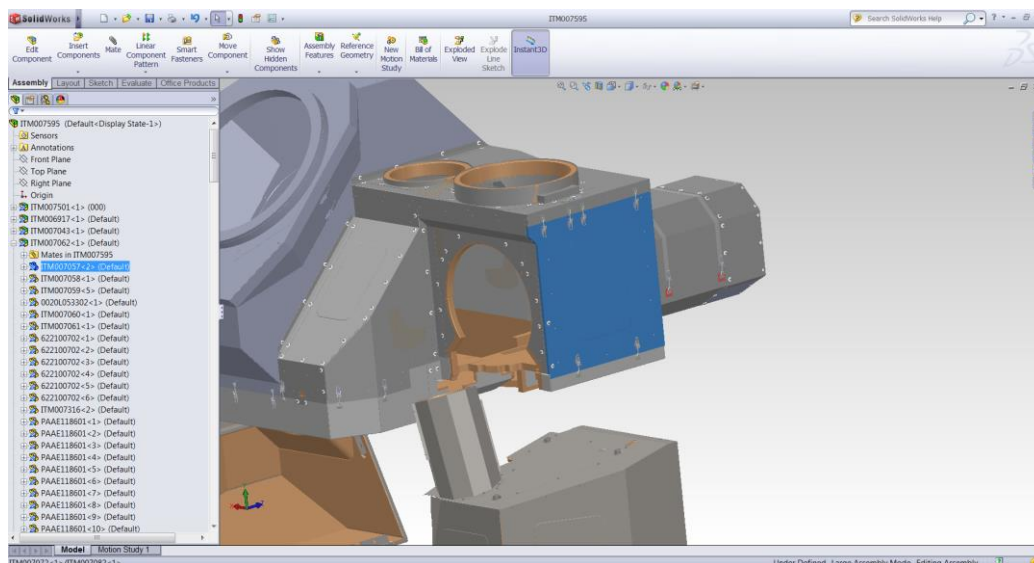 SolidWorks
ITM007595
Search SolidWorks Help
Edit Component
Insert Components
Mate
Linear Component Pattern
Smart Fasteners
Move Component
Show Hidden Components
Assembly Features
Reference Geometry
New Motion Study
Bill of Materials
Exploded View
Explode Line Sketch
Instant3D
Assembly Layout Sketch Evaluate Office Products
ITM007595 (Default<Display State-1>)
Sensors
Annotations
Front Plane
Top Plane
Right Plane
Origin
ITM007501<1> (000)
ITM006917<1> (Default)
ITM007043<1> (Default)
ITM007062<1> (Default)
Mates in ITM007595
ITM007057<2> (Default)
ITM007058<1> (Default)
ITM007059<5> (Default)
0020L053302<1> (Default)
ITM007060<1> (Default)
ITM007061<1> (Default)
622100702<1> (Default)
622100702<2> (Default)
622100702<3> (Default)
622100702<4> (Default)
622100702<5> (Default)
622100702<6> (Default)
ITM007316<2> (Default)
PAAE118601<1> (Default)
PAAE118601<2> (Default)
PAAE118601<3> (Default)
PAAE118601<4> (Default)
PAAE118601<5> (Default)
PAAE118601<6> (Default)
PAAE118601<7> (Default)
PAAE118601<8> (Default)
PAAE118601<9> (Default)
PAAE118601<10> (Default)
Model Motion Study 1
Under Defined Large Assembly Mode Editing Assembly